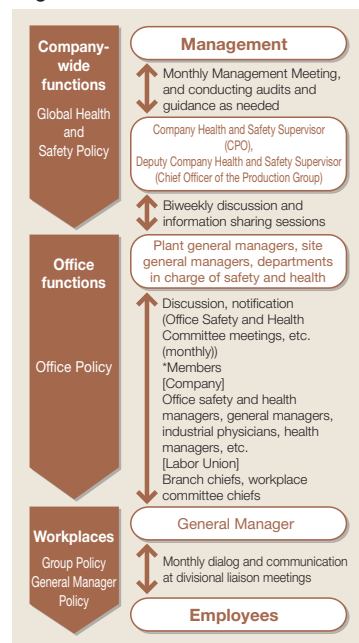 Company-
wide
functions
Global Health
and
Safety Policy
Management
Monthly Management Meeting,
and conducting audits and
guidance as needed
Company Health and Safety Supervisor
(CPO),
Deputy Company Health and Safety Supervisor
(Chief Officer of the Production Group)
Biweekly discussion and
information sharing sessions
Office
functions
Office Policy
Plant general managers, site
general managers, departments
in charge of safety and health
Discussion, notification
(Office Safety and Health
Committee meetings, etc.
(monthly))
*Members
[Company]
Office safety and health
managers, general managers,
industrial physicians, health
managers, etc.
[Labor Union]
Branch chiefs, workplace
committee chiefs
Workplaces
Group Policy
General Manager
Policy
General Manager
Monthly dialog and communication
at divisional liaison meetings
Employees